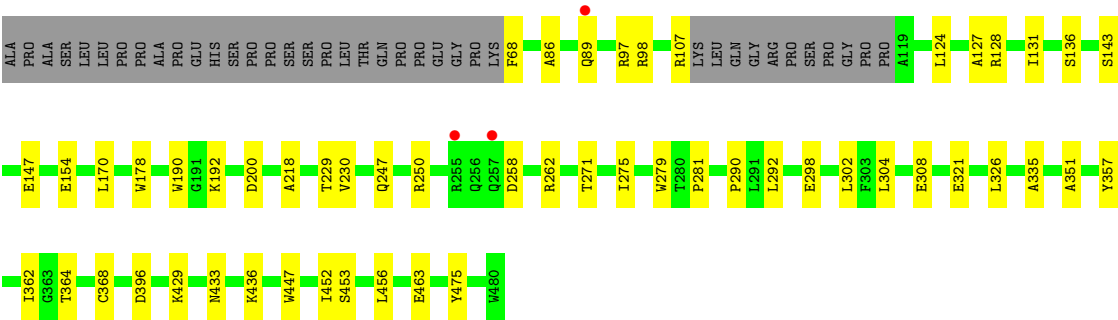 ALA PRO ALA SER LEU LEU PRO PRO ALA PRO GLU HIS SER PRO PRO SER SER PRO LEU THR GLN PRO PRO GLU GLY PRO LYS F68 A86 Q89 R97 R98 R107 LYS LEU GLN GLY ARG PRO SER PRO GLY PRO PRO A119 L124 A127 R128 I131 S136 S143
E147 E154 L170 W178 W190 G191 K192 D200 A218 T229 V230 Q247 R250 R255 Q256 Q257 D258 R262 T271 I275 W279 T280 P281 P290 L291 L292 E298 L302 F303 L304 E308 E321 L326 A335 A351 Y357
I362 G363 T364 C368 D396 K429 N433 K436 W447 I452 S453 L456 E463 Y475 W480